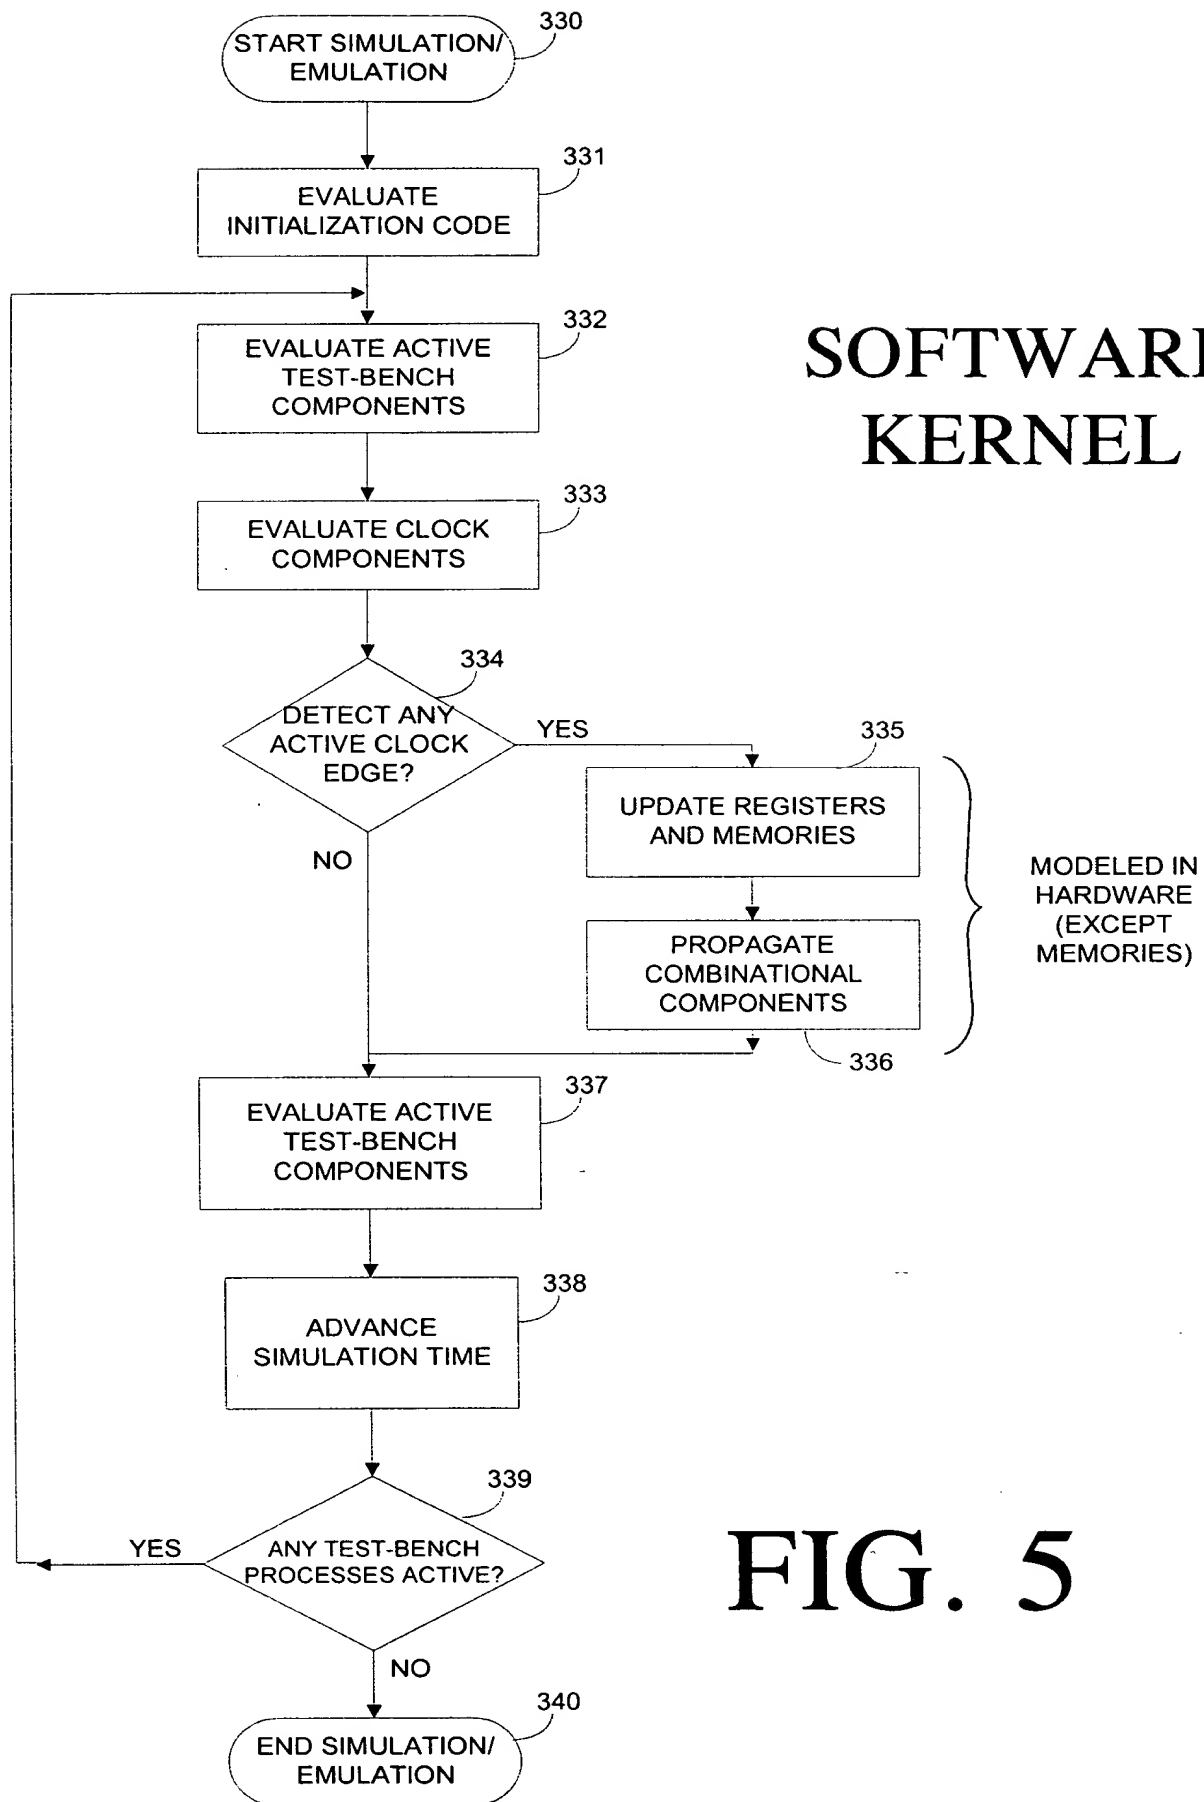 330
START SIMULATION/
EMULATION
331
EVALUATE
INITIALIZATION CODE
332
EVALUATE ACTIVE
TEST-BENCH
COMPONENTS
SOFTWARE
KERNEL
333
EVALUATE CLOCK
COMPONENTS
334
DETECT ANY
ACTIVE CLOCK
EDGE?
YES
NO
335
UPDATE REGISTERS
AND MEMORIES
PROPAGATE
COMBINATIONAL
COMPONENTS
336
MODELED IN
HARDWARE
(EXCEPT
MEMORIES)
337
EVALUATE ACTIVE
TEST-BENCH
COMPONENTS
338
ADVANCE
SIMULATION TIME
339
ANY TEST-BENCH
PROCESSES ACTIVE?
YES
NO
340
END SIMULATION/
EMULATION
FIG. 5